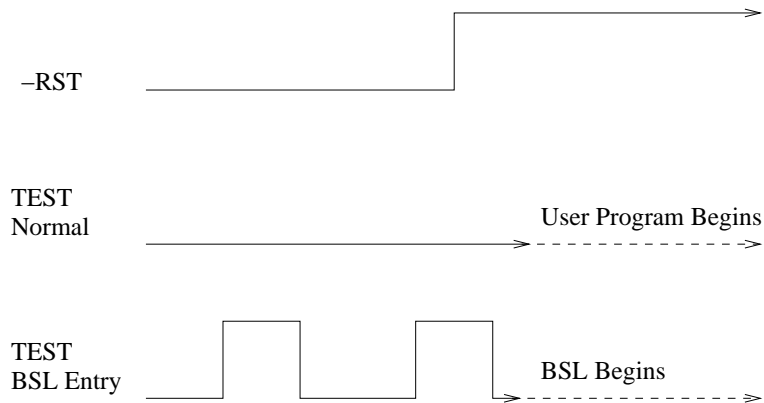 –RST
TEST
Normal
User Program Begins
TEST
BSL Entry
BSL Begins